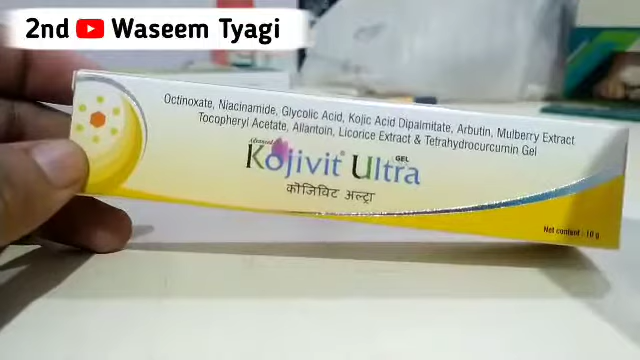 2nd Waseem Tyagi
Octinoxate, Niacinamide, Glycolic Acid, Kojic Acid Dipalmitate, Arbutin, Mulberry Extract
Tocopheryl Acetate, Allantoin, Licorice Extract & Tetrahydrocurcumin Gel
Advanced
Kojivit® Ultra GEL
कोजिविट अल्ट्रा
Net content : 10 g